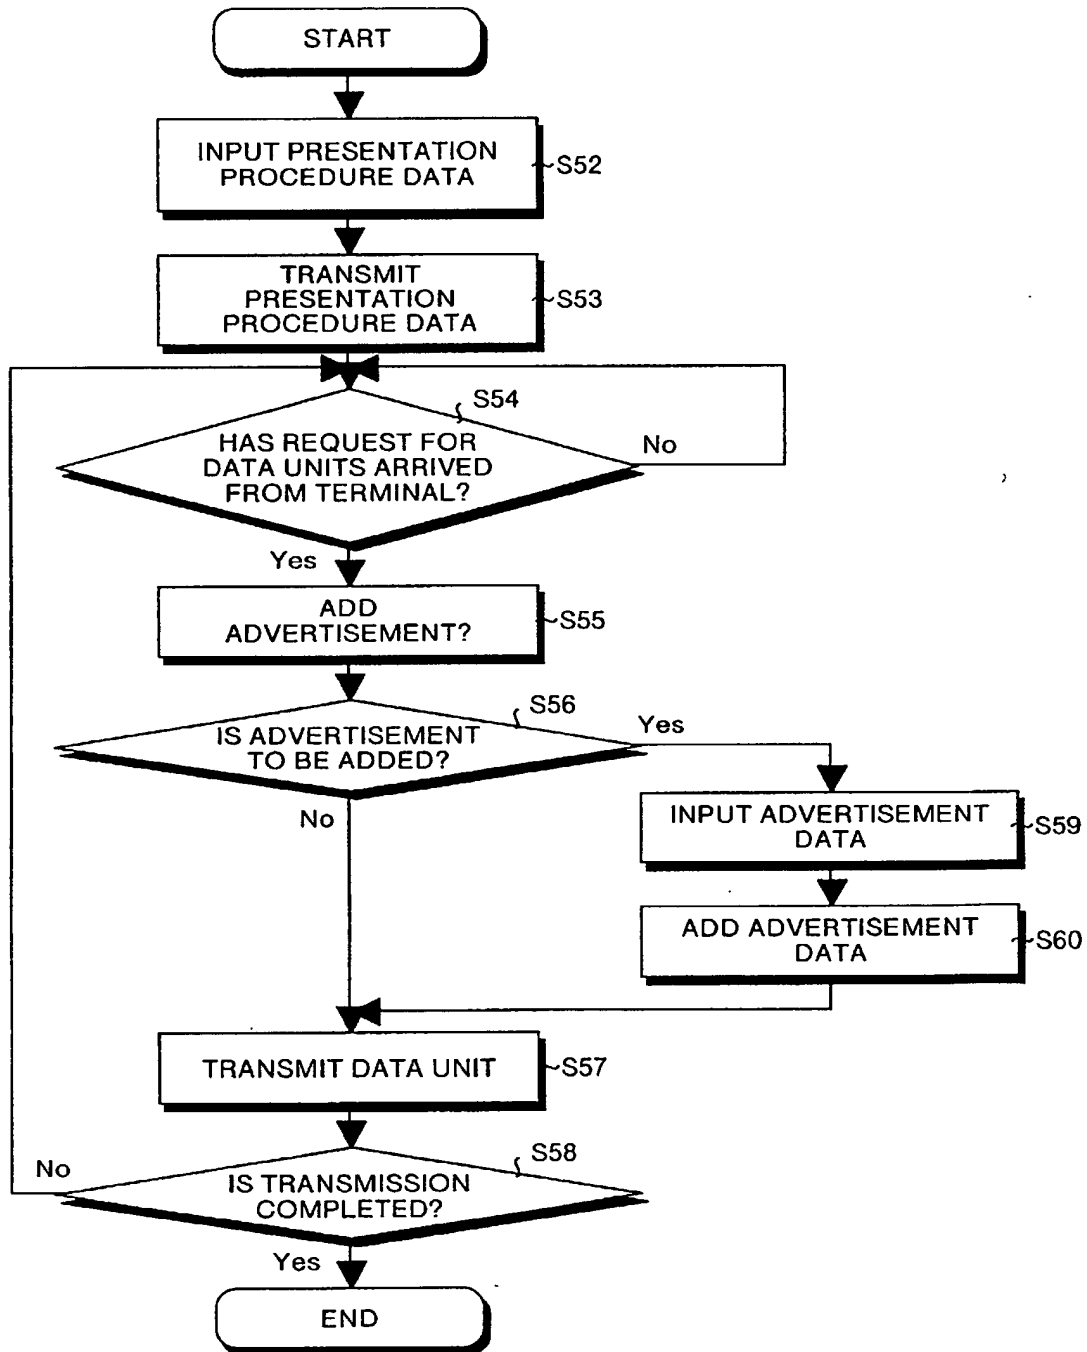 START
INPUT PRESENTATION
PROCEDURE DATA
S52
TRANSMIT
PRESENTATION
PROCEDURE DATA
S53
S54
HAS REQUEST FOR
DATA UNITS ARRIVED
FROM TERMINAL?
No
Yes
ADD
ADVERTISEMENT?
S55
S56
IS ADVERTISEMENT
TO BE ADDED?
Yes
No
INPUT ADVERTISEMENT
DATA
S59
ADD ADVERTISEMENT
DATA
S60
TRANSMIT DATA UNIT
S57
S58
No
IS TRANSMISSION
COMPLETED?
Yes
END